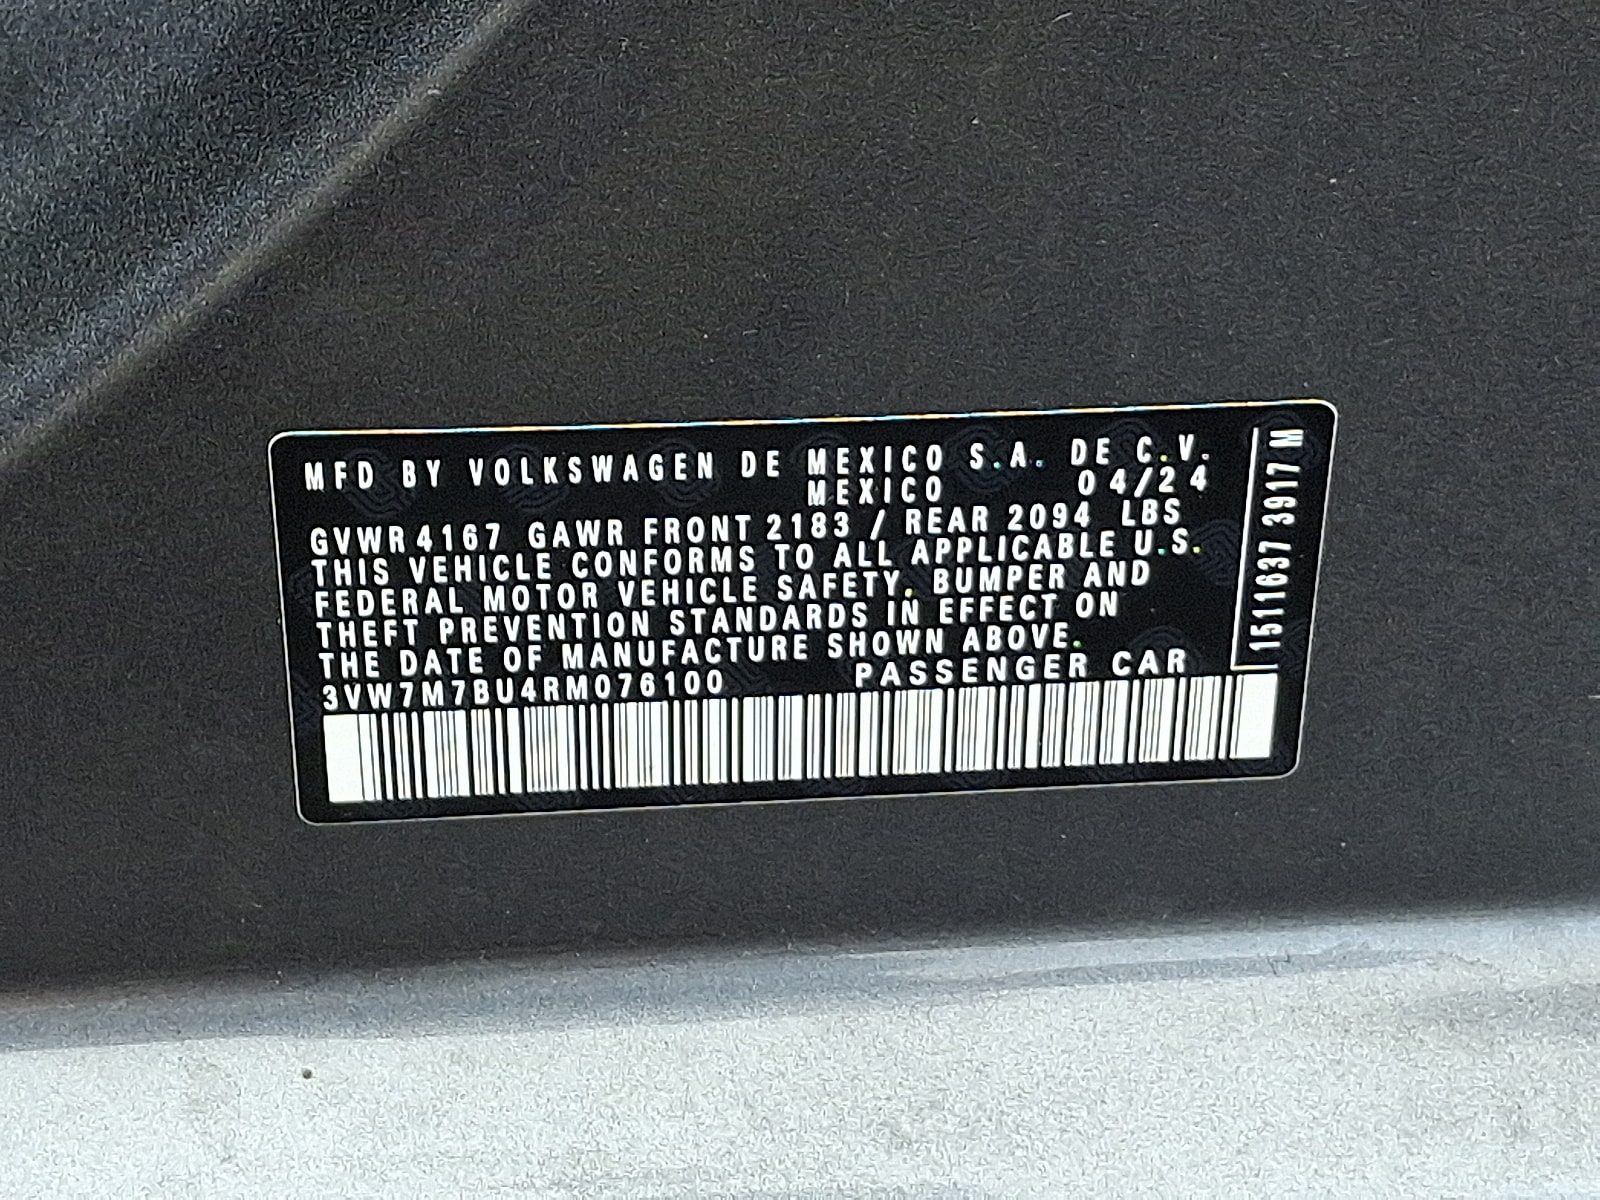 MFD BY VOLKSWAGEN DE MEXICO S.A. DE C.V.
MEXICO 04/24
GVWR 4167 GAWR FRONT 2183 / REAR 2094 LBS
THIS VEHICLE CONFORMS TO ALL APPLICABLE U.S.
FEDERAL MOTOR VEHICLE SAFETY, BUMPER AND
THEFT PREVENTION STANDARDS IN EFFECT ON
THE DATE OF MANUFACTURE SHOWN ABOVE.
3VW7M7BU4RM076100 PASSENGER CAR
1511637 3917 M